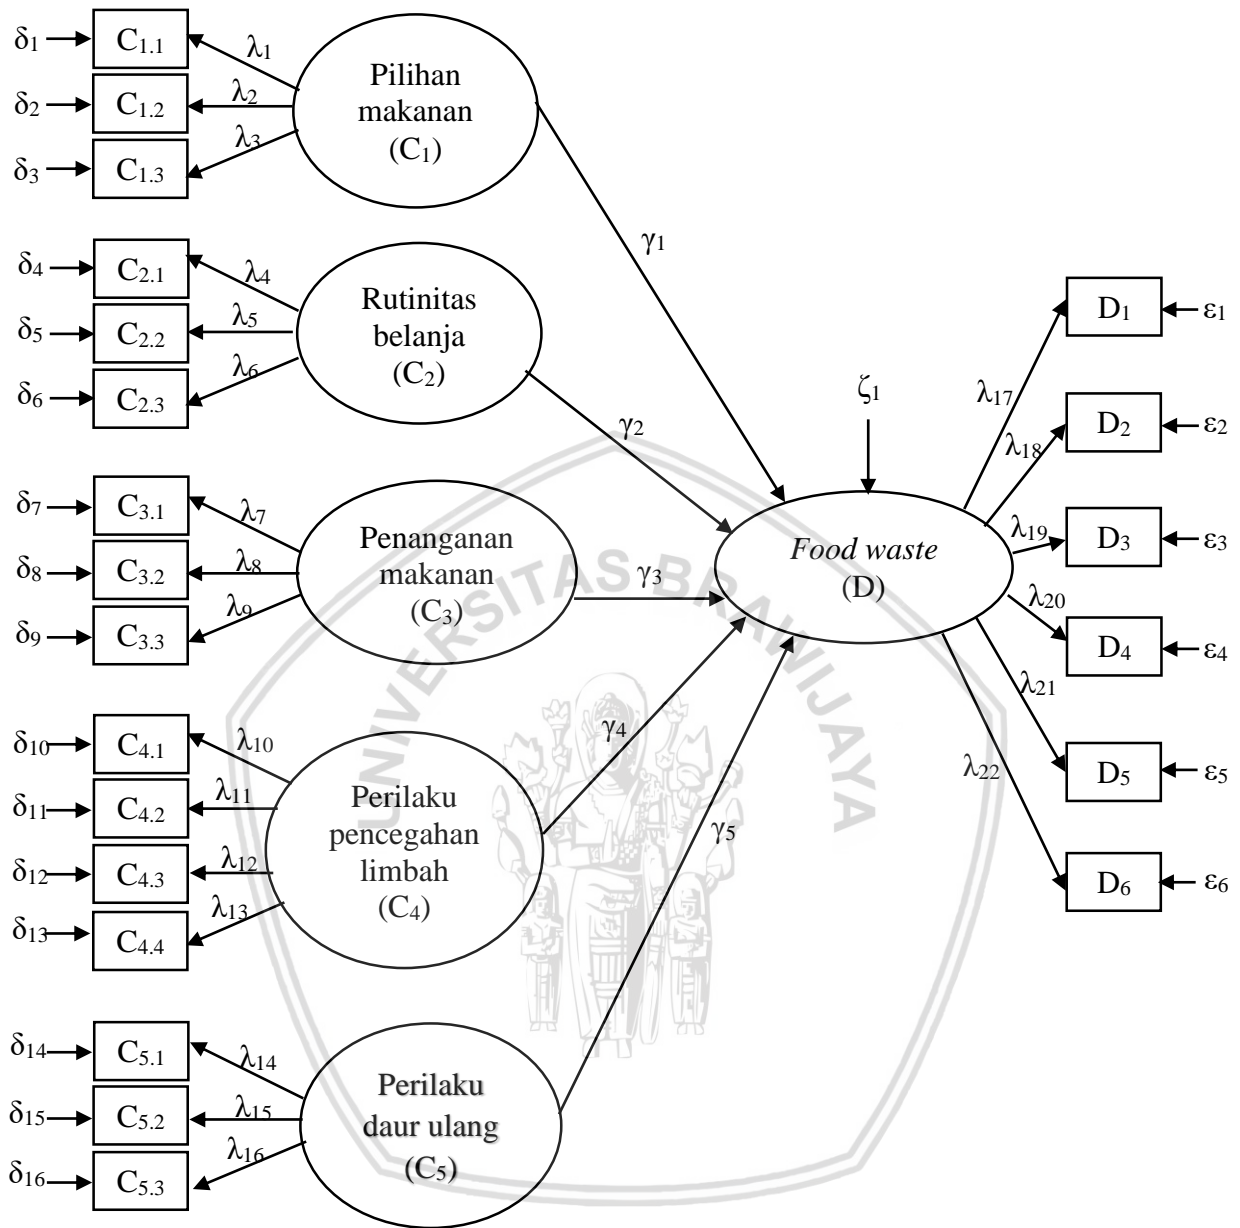 δ1 C1.1 λ1
δ2 C1.2 λ2
δ3 C1.3 λ3
Pilihan
makanan
(C1)
γ1
δ4 C2.1 λ4
δ5 C2.2 λ5
δ6 C2.3 λ6
Rutinitas
belanja
(C2)
γ2
δ7 C3.1 λ7
δ8 C3.2 λ8
δ9 C3.3 λ9
Penanganan
makanan
(C3)
γ3
δ10 C4.1 λ10
δ11 C4.2 λ11
δ12 C4.3 λ12
δ13 C4.4 λ13
Perilaku
pencegahan
limbah
(C4)
γ4
δ14 C5.1 λ14
δ15 C5.2 λ15
δ16 C5.3 λ16
Perilaku
daur ulang
(C5)
γ5
ζ1
Food waste
(D)
λ17 D1 ε1
λ18 D2 ε2
λ19 D3 ε3
λ20 D4 ε4
λ21 D5 ε5
λ22 D6 ε6
UNIVERSITAS BRAWIJAYA